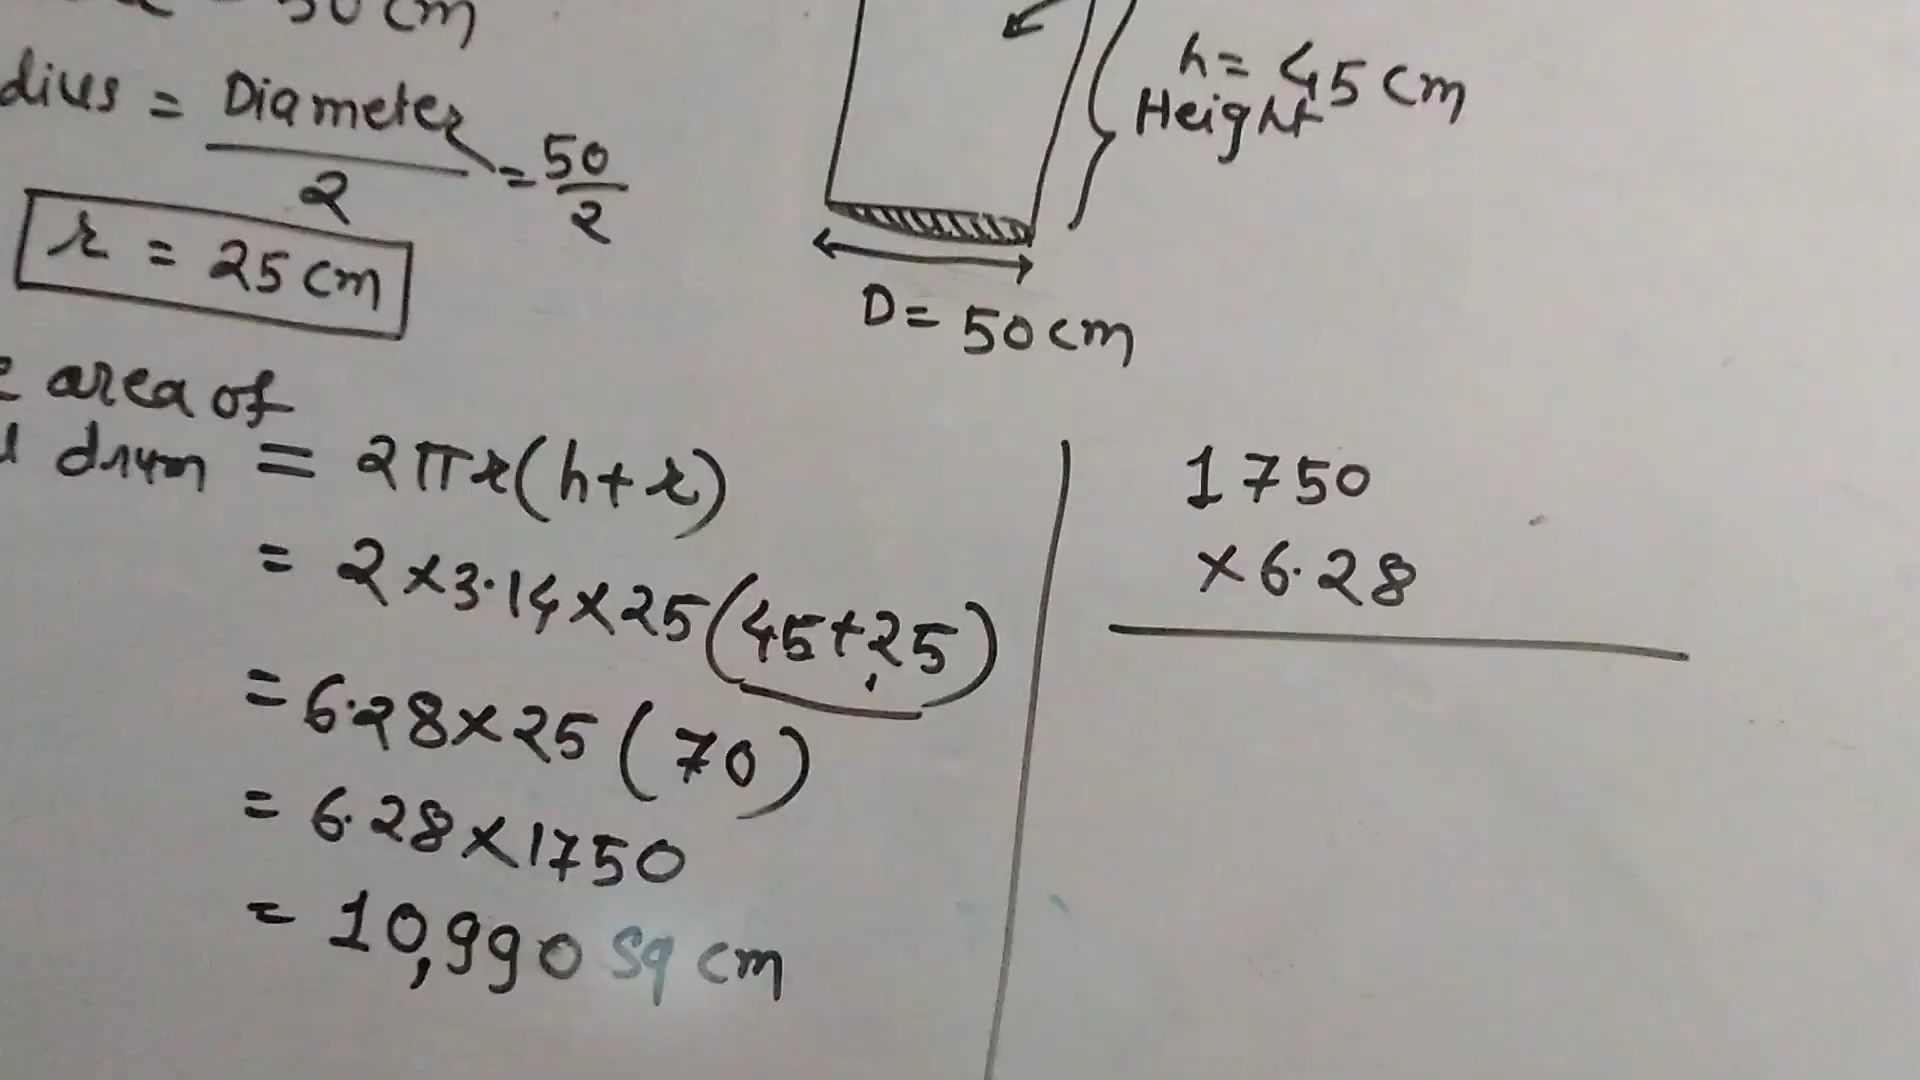 50 cm
dius = Diameter/2 = 50/2
r = 25 cm
h = 45 cm
Height
D = 50 cm
area of
drum = 2πr(h+r)
= 2×3.14×25(45+25)
= 6.28×25(70)
= 6.28×1750
= 10,990 Sq cm
1750
×6.28